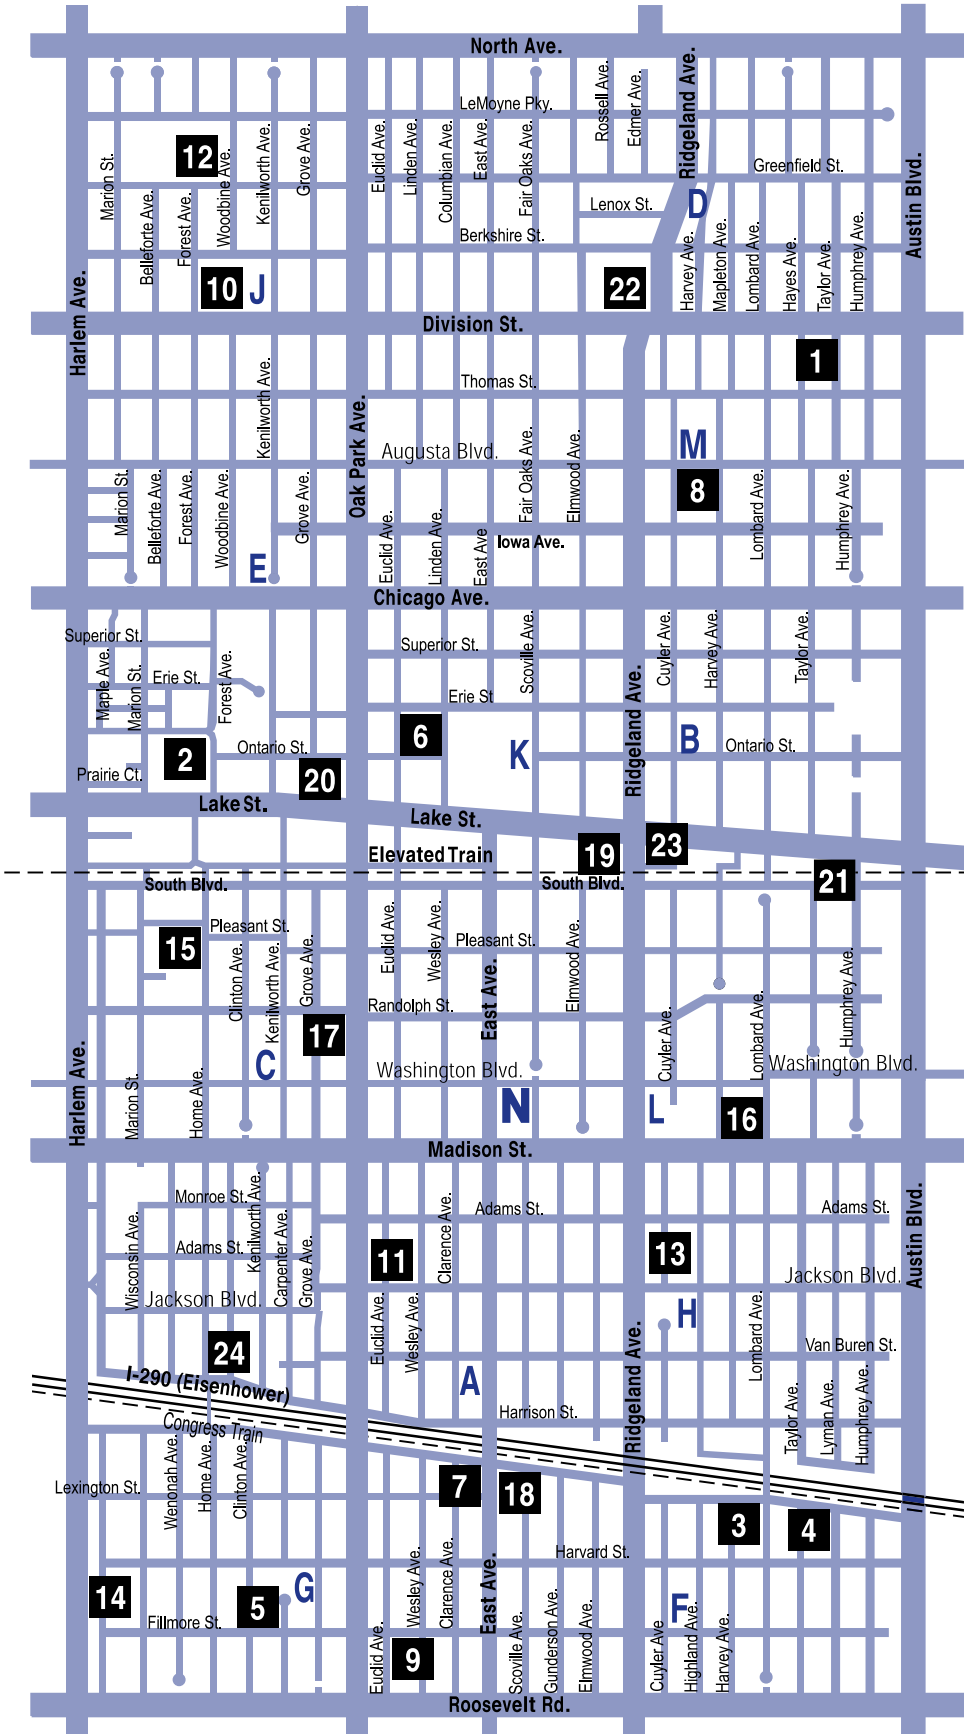 North Ave.
LeMoyne Pky.
Rossell Ave.
Edmer Ave.
Ridgeland Ave.
Austin Blvd.
Marion St.
12
Woodbine Ave.
Kenilworth Ave.
Grove Ave.
Euclid Ave.
Linden Ave.
Columbian Ave.
East Ave.
Fair Oaks Ave.
Greenfield St.
Lenox St.
D
Belleforte Ave.
Forest Ave.
Berkshire St.
Harvey Ave.
Mapleton Ave.
Lombard Ave.
Hayes Ave.
Taylor Ave.
Humphrey Ave.
Harlem Ave.
10
J
22
Division St.
1
Kenilworth Ave.
Thomas St.
Oak Park Ave.
Augusta Blvd.
M
Marion St.
Belleforte Ave.
Forest Ave.
Woodbine Ave.
Grove Ave.
Fair Oaks Ave.
Elmwood Ave.
8
Lombard Ave.
Humphrey Ave.
E
Euclid Ave.
Linden Ave.
East Ave
Iowa Ave.
Chicago Ave.
Superior St.
Superior St.
Scoville Ave.
Cuyler Ave.
Harvey Ave.
Taylor Ave.
Maple Ave.
Marion St.
Erie St.
Forest Ave.
Erie St
Ridgeland Ave.
2
Ontario St.
6
K
B
Ontario St.
Prairie Ct.
20
Lake St.
Lake St.
Elevated Train
19
23
21
South Blvd.
South Blvd.
15
Pleasant St.
Clinton Ave.
Kenilworth Ave.
Grove Ave.
Euclid Ave.
Wesley Ave.
Pleasant St.
East Ave.
Elmwood Ave.
Randolph St.
17
Cuyler Ave.
Lombard Ave.
Humphrey Ave.
Harlem Ave.
Marion St.
Home Ave.
C
Washington Blvd.
Washington Blvd.
N
L
16
Madison St.
Monroe St.
Kenilworth Ave.
Carpenter Ave.
Grove Ave.
Wisconsin Ave.
Adams St.
Clarence Ave.
Adams St.
Adams St.
Austin Blvd.
11
13
Jackson Blvd.
Jackson Blvd.
24
Euclid Ave.
Wesley Ave.
Ridgeland Ave.
H
Lombard Ave.
Van Buren St.
I-290 (Eisenhower)
A
Congress Train
Harrison St.
Taylor Ave.
Lyman Ave.
Humphrey Ave.
Lexington St.
Wenonah Ave.
Home Ave.
Clinton Ave.
7
18
3
4
Harvard St.
14
5
G
Wesley Ave.
Clarence Ave.
East Ave.
F
Fillmore St.
Euclid Ave.
9
Scoville Ave.
Gunderson Ave.
Elmwood Ave.
Cuyler Ave
Highland Ave.
Harvey Ave.
Roosevelt Rd.